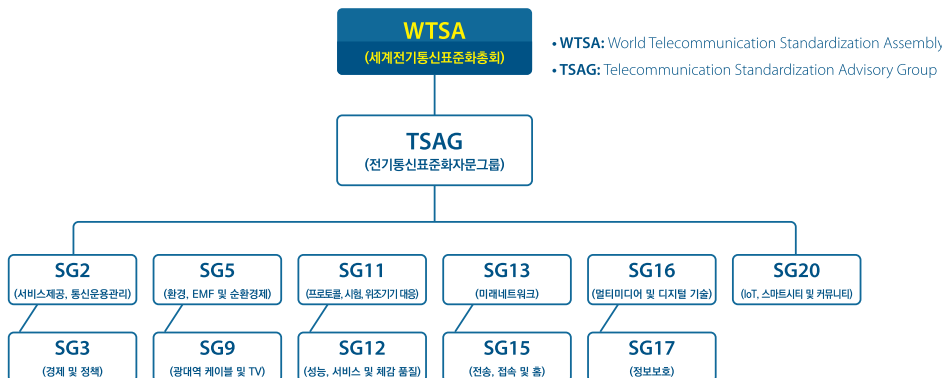 WTSA
(세계전기통신표준화총회)
• WTSA: World Telecommunication Standardization Assembly
• TSAG: Telecommunication Standardization Advisory Group
TSAG
(전기통신표준화자문그룹)
SG2
(서비스제공, 통신운용관리)
SG5
(환경, EMF 및 순환경제)
SG11
(프로토콜, 시험, 위조기기 대응)
SG13
(미래네트워크)
SG16
(멀티미디어 및 디지털 기술)
SG20
(IoT, 스마트시티 및 커뮤니티)
SG3
(경제 및 정책)
SG9
(광대역 케이블 및 TV)
SG12
(성능, 서비스 및 체감 품질)
SG15
(전송, 접속 및 홈)
SG17
(정보보호)